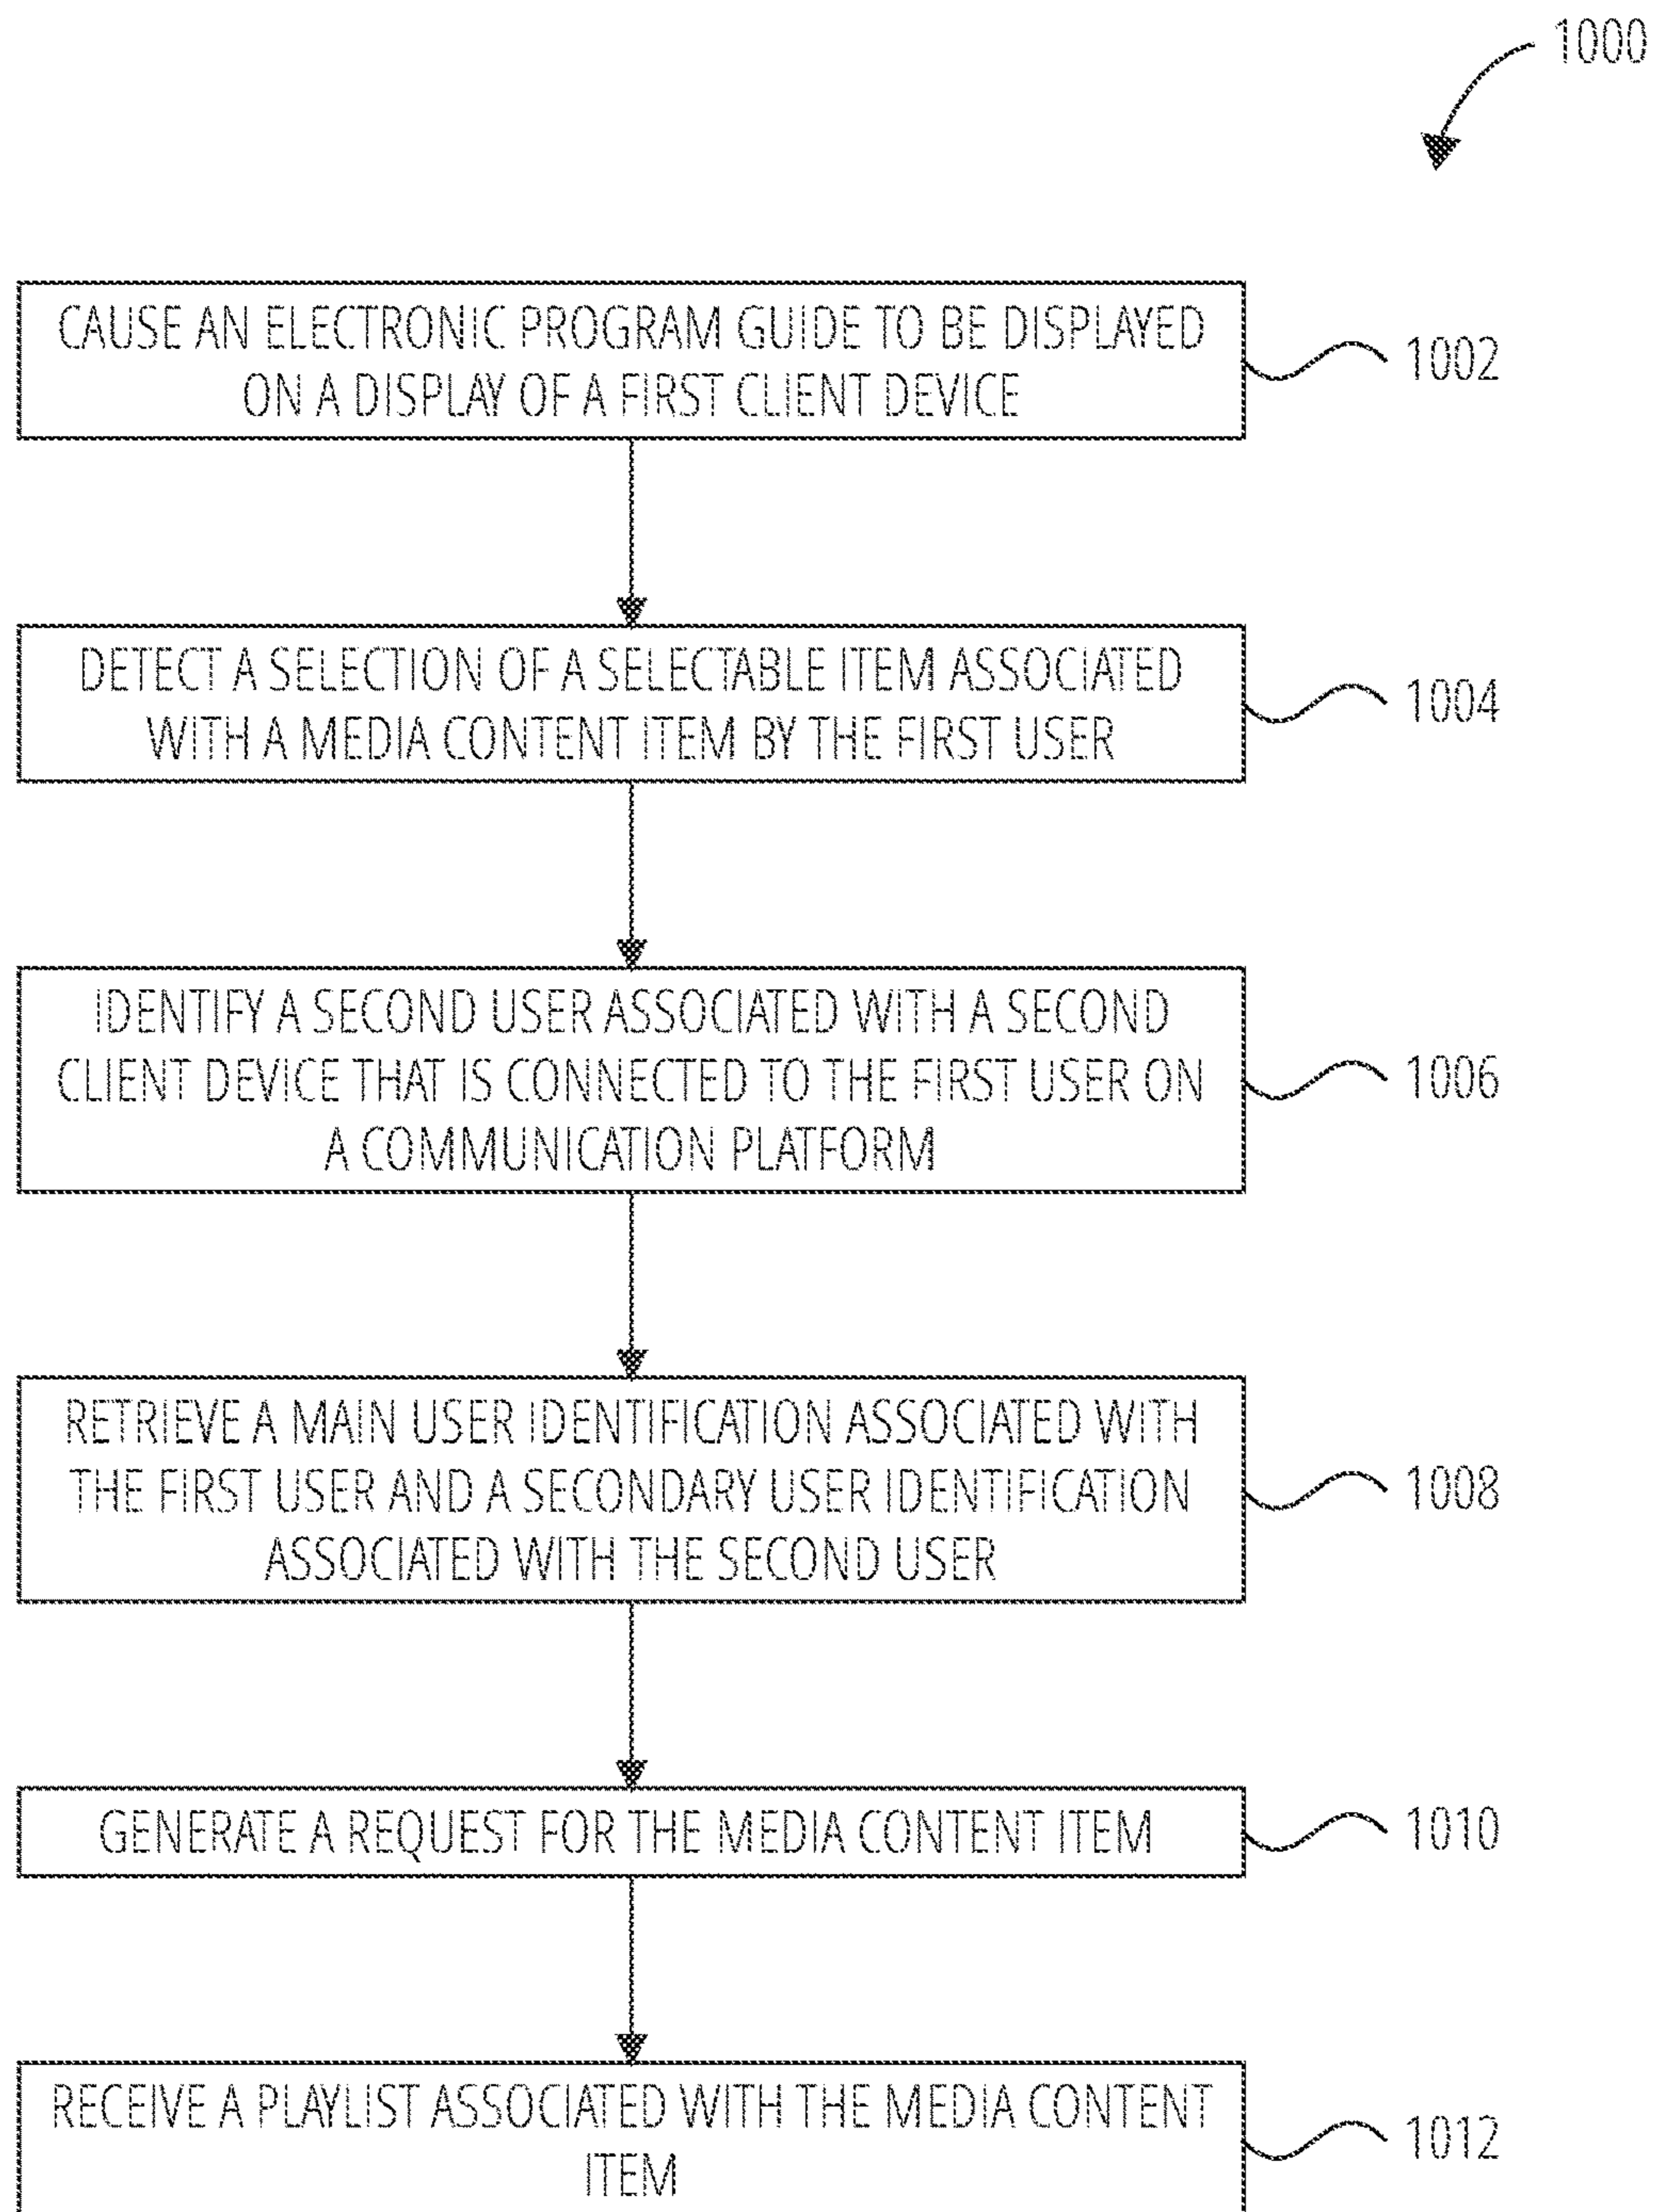 1000
CAUSE AN ELECTRONIC PROGRAM GUIDE TO BE DISPLAYED
ON A DISPLAY OF A FIRST CLIENT DEVICE
1002
DETECT A SELECTION OF A SELECTABLE ITEM ASSOCIATED
WITH A MEDIA CONTENT ITEM BY THE FIRST USER
1004
IDENTIFY A SECOND USER ASSOCIATED WITH A SECOND
CLIENT DEVICE THAT IS CONNECTED TO THE FIRST USER ON
A COMMUNICATION PLATFORM
1006
RETRIEVE A MAIN USER IDENTIFICATION ASSOCIATED WITH
THE FIRST USER AND A SECONDARY USER IDENTIFICATION
ASSOCIATED WITH THE SECOND USER
1008
GENERATE A REQUEST FOR THE MEDIA CONTENT ITEM
1010
RECEIVE A PLAYLIST ASSOCIATED WITH THE MEDIA CONTENT
ITEM
1012